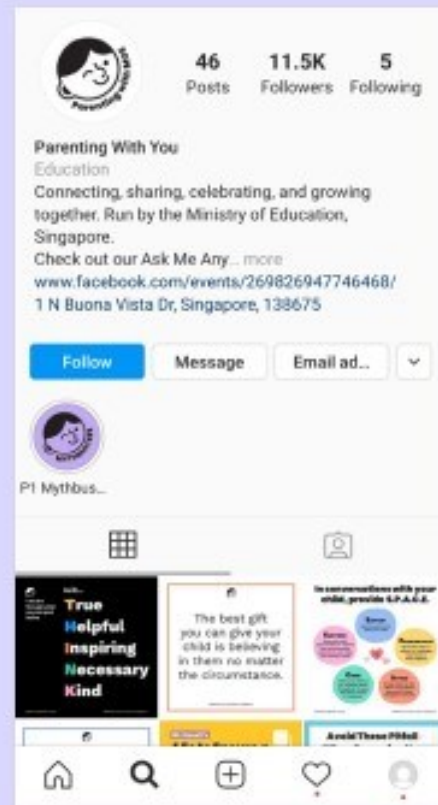 Parenting with you
46
Posts
11.5K
Followers
5
Following
Parenting With You
Education
Connecting, sharing, celebrating, and growing
together. Run by the Ministry of Education,
Singapore.
Check out our Ask Me Any... more
www.facebook.com/events/269826947746468/
1 N Buona Vista Dr, Singapore, 138675
Follow
Message
Email ad...
P1 Mythbus...
True
Helpful
Inspiring
Necessary
Kind
The best gift
you can give your
child is believing
in them no matter
the circumstance.
In conversations with your
child, provide S.P.A.C.E.
Avoid These Pitfall